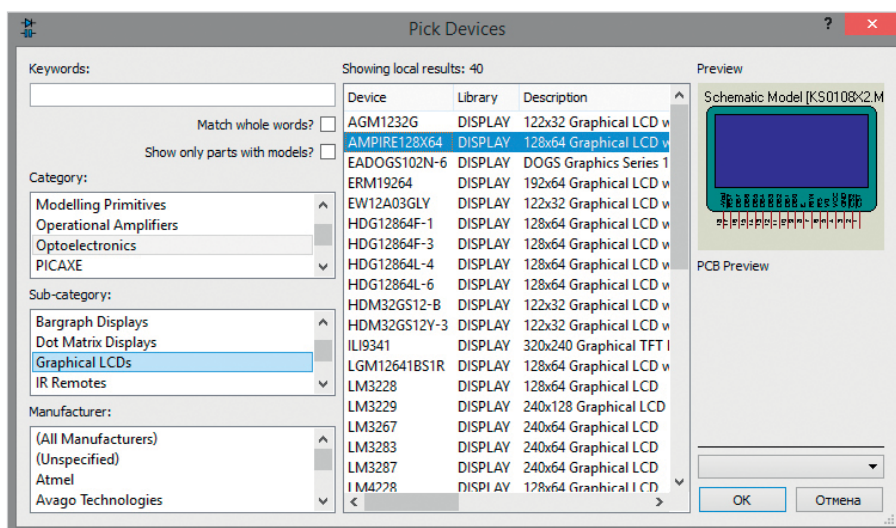 Pick Devices
?
×
Keywords:
Match whole words?
Show only parts with models?
Category:
Modelling Primitives
Operational Amplifiers
Optoelectronics
PICAXE
Sub-category:
Bargraph Displays
Dot Matrix Displays
Graphical LCDs
IR Remotes
Manufacturer:
(All Manufacturers)
(Unspecified)
Atmel
Avago Technologies
Showing local results: 40
Device Library Description
AGM1232G DISPLAY 122x32 Graphical LCD w
AMPIRE128X64 DISPLAY 128x64 Graphical LCD w
EADOGS102N-6 DISPLAY DOGS Graphics Series 1
ERM19264 DISPLAY 192x64 Graphical LCD w
EW12A03GLY DISPLAY 122x32 Graphical LCD w
HDG12864F-1 DISPLAY 128x64 Graphical LCD w
HDG12864F-3 DISPLAY 128x64 Graphical LCD w
HDG12864L-4 DISPLAY 128x64 Graphical LCD w
HDG12864L-6 DISPLAY 128x64 Graphical LCD w
HDM32GS12-B DISPLAY 122x32 Graphical LCD w
HDM32GS12Y-3 DISPLAY 122x32 Graphical LCD w
ILI9341 DISPLAY 320x240 Graphical TFT
LGM12641BS1R DISPLAY 128x64 Graphical LCD w
LM3228 DISPLAY 128x64 Graphical LCD
LM3229 DISPLAY 240x128 Graphical LCD
LM3267 DISPLAY 240x64 Graphical LCD
LM3283 DISPLAY 240x64 Graphical LCD
LM3287 DISPLAY 240x64 Graphical LCD
LM4228 DISPLAY 128x64 Graphical LCD
Preview
Schematic Model [KS0108X2.M
PCB Preview
OK
Отмена